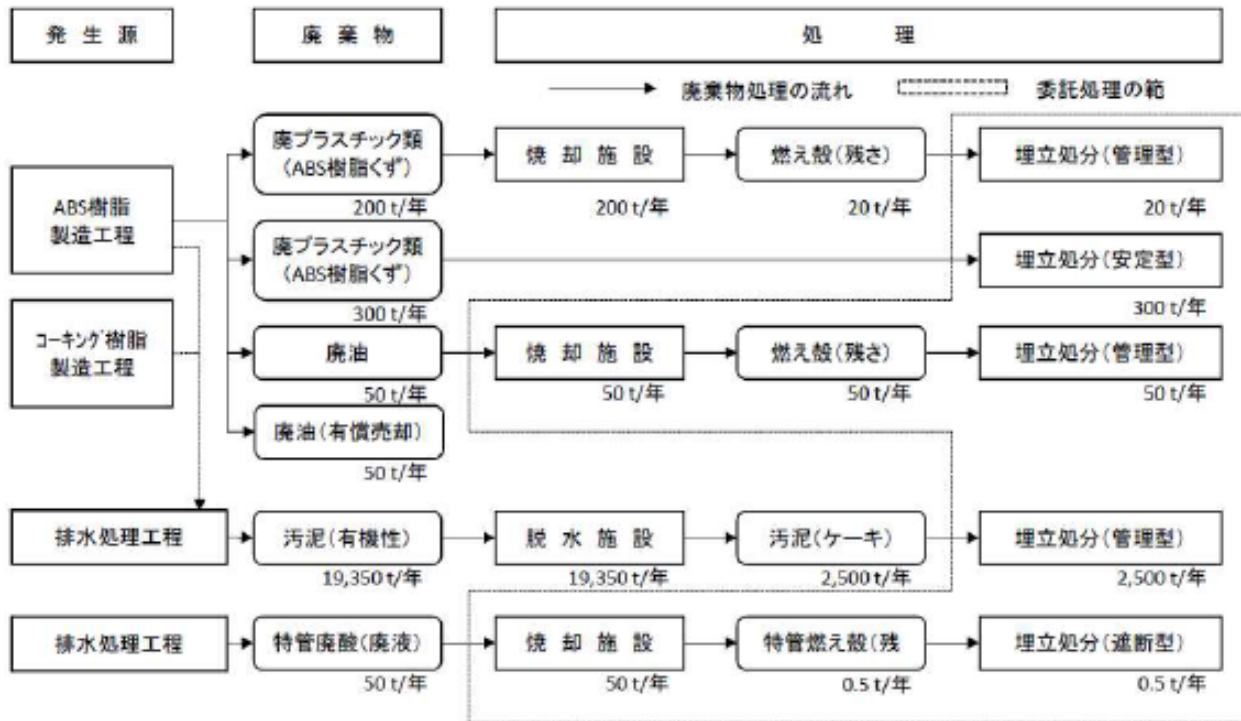 発 生 源
廃 棄 物
処 理
廃棄物処理の流れ
委託処理の範
ABS樹脂
製造工程
廃プラスチック類
(ABS樹脂くず)
200 t/年
焼 却 施 設
200 t/年
燃え殻(残さ)
20 t/年
埋立処分(管理型)
20 t/年
廃プラスチック類
(ABS樹脂くず)
300 t/年
埋立処分(安定型)
300 t/年
コーキング樹脂
製造工程
廃油
50 t/年
焼 却 施 設
50 t/年
燃え殻(残さ)
50 t/年
埋立処分(管理型)
50 t/年
廃油(有償売却)
50 t/年
排水処理工程
汚泥(有機性)
19,350 t/年
脱 水 施 設
19,350 t/年
汚泥(ケーキ)
2,500 t/年
埋立処分(管理型)
2,500 t/年
排水処理工程
特管廃酸(廃液)
50 t/年
焼 却 施 設
50 t/年
特管燃え殻(残
0.5 t/年
埋立処分(遮断型)
0.5 t/年